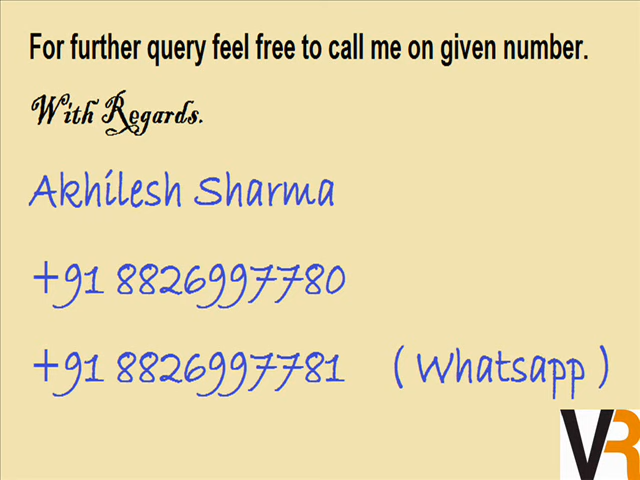 For further query feel free to call me on given number.
With Regards.
Akhilesh Sharma
+91 8826997780
+91 8826997781 ( Whatsapp )
VR